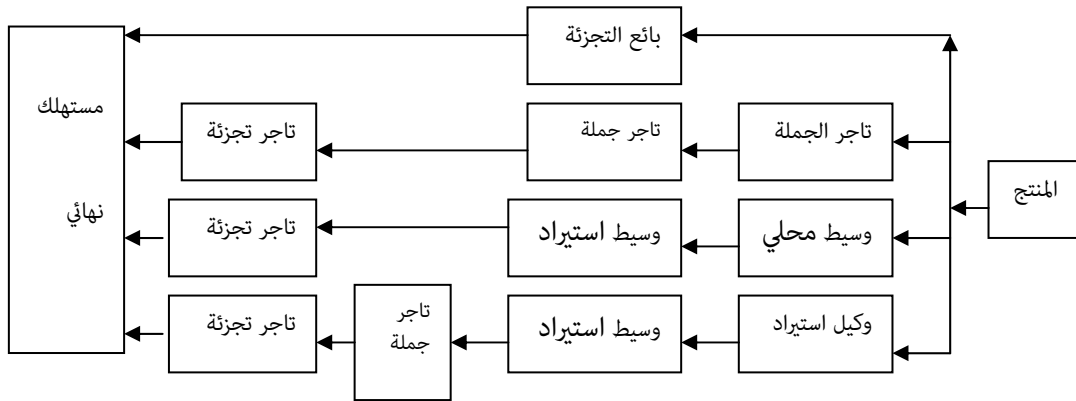 بائع التجزئة
تاجر الجملة
تاجر جملة
تاجر تجزئة
مستهلك
المنتج
وسيط محلي
وسيط استيراد
تاجر تجزئة
نهائي
وكيل استيراد
وسيط استيراد
تاجر
جملة
تاجر تجزئة